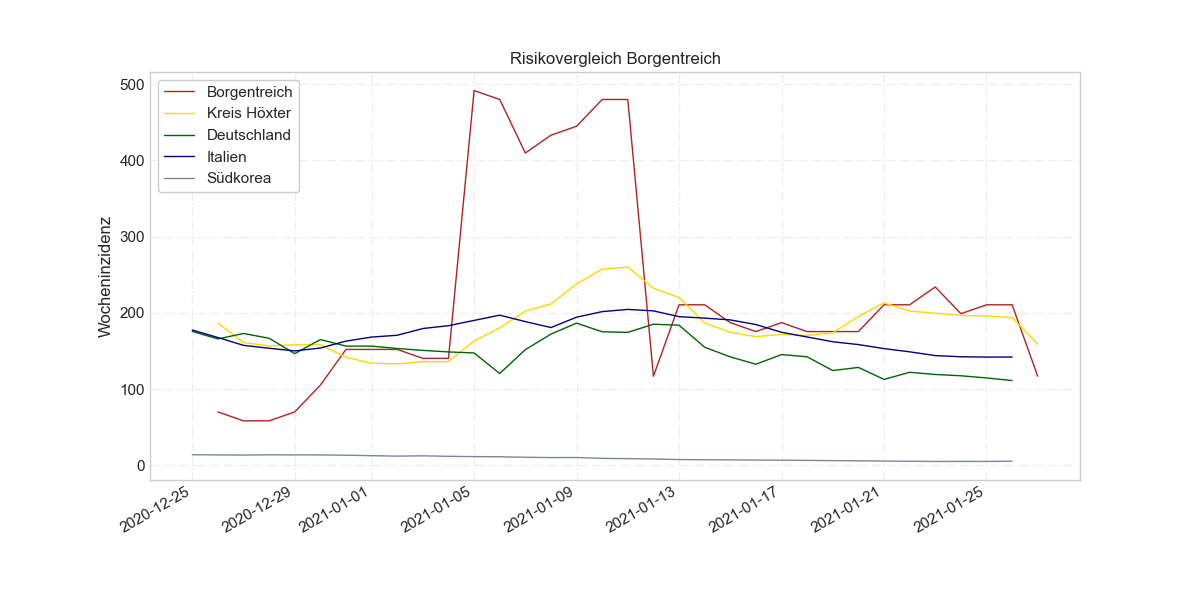 Risikovergleich Borgentreich
Wocheninzidenz
500
400
300
200
100
0
Borgentreich
Kreis Höxter
Deutschland
Italien
Südkorea
2020-12-25
2020-12-29
2021-01-01
2021-01-05
2021-01-09
2021-01-13
2021-01-17
2021-01-21
2021-01-25